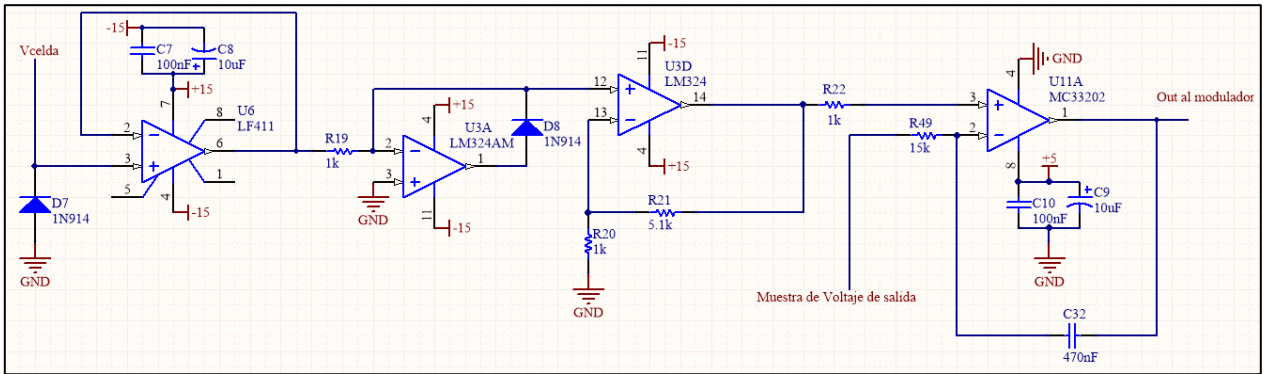 Vcelda
-15
C7
100nF
C8
10uF
+15
7
U6
LF411
8
2
6
3
1
5
4
-15
D7
1N914
GND
R19
1k
+15
4
U3A
LM324AM
2
1
3
11
-15
GND
D8
1N914
-15
11
U3D
LM324
12
14
13
4
+15
R21
5.1k
R20
1k
GND
R22
1k
R49
15k
Muestra de Voltaje de salida
GND
4
U11A
MC33202
3
1
2
8
+5
C10
100nF
C9
10uF
GND
C32
470nF
Out al modulador